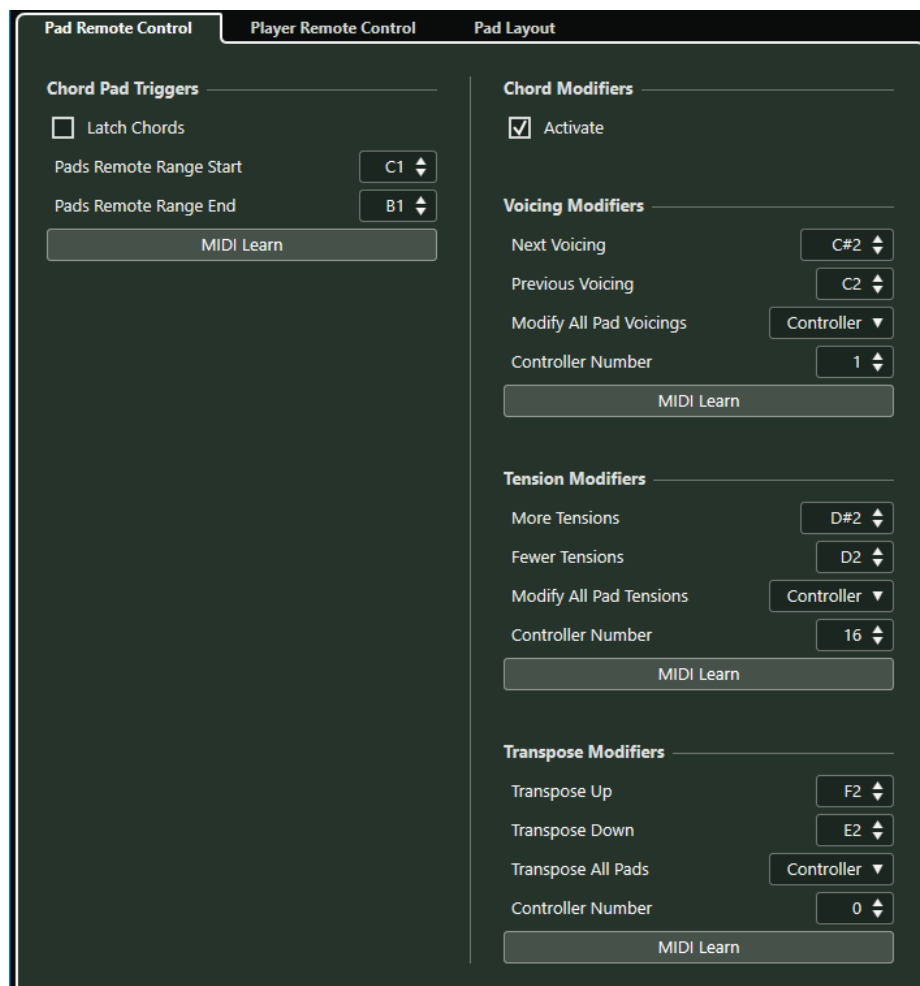 Pad Remote Control
Player Remote Control
Pad Layout
Chord Pad Triggers
Latch Chords
Pads Remote Range Start C1
Pads Remote Range End B1
MIDI Learn
Chord Modifiers
Activate
Voicing Modifiers
Next Voicing C#2
Previous Voicing C2
Modify All Pad Voicings Controller
Controller Number 1
MIDI Learn
Tension Modifiers
More Tensions D#2
Fewer Tensions D2
Modify All Pad Tensions Controller
Controller Number 16
MIDI Learn
Transpose Modifiers
Transpose Up F2
Transpose Down E2
Transpose All Pads Controller
Controller Number 0
MIDI Learn